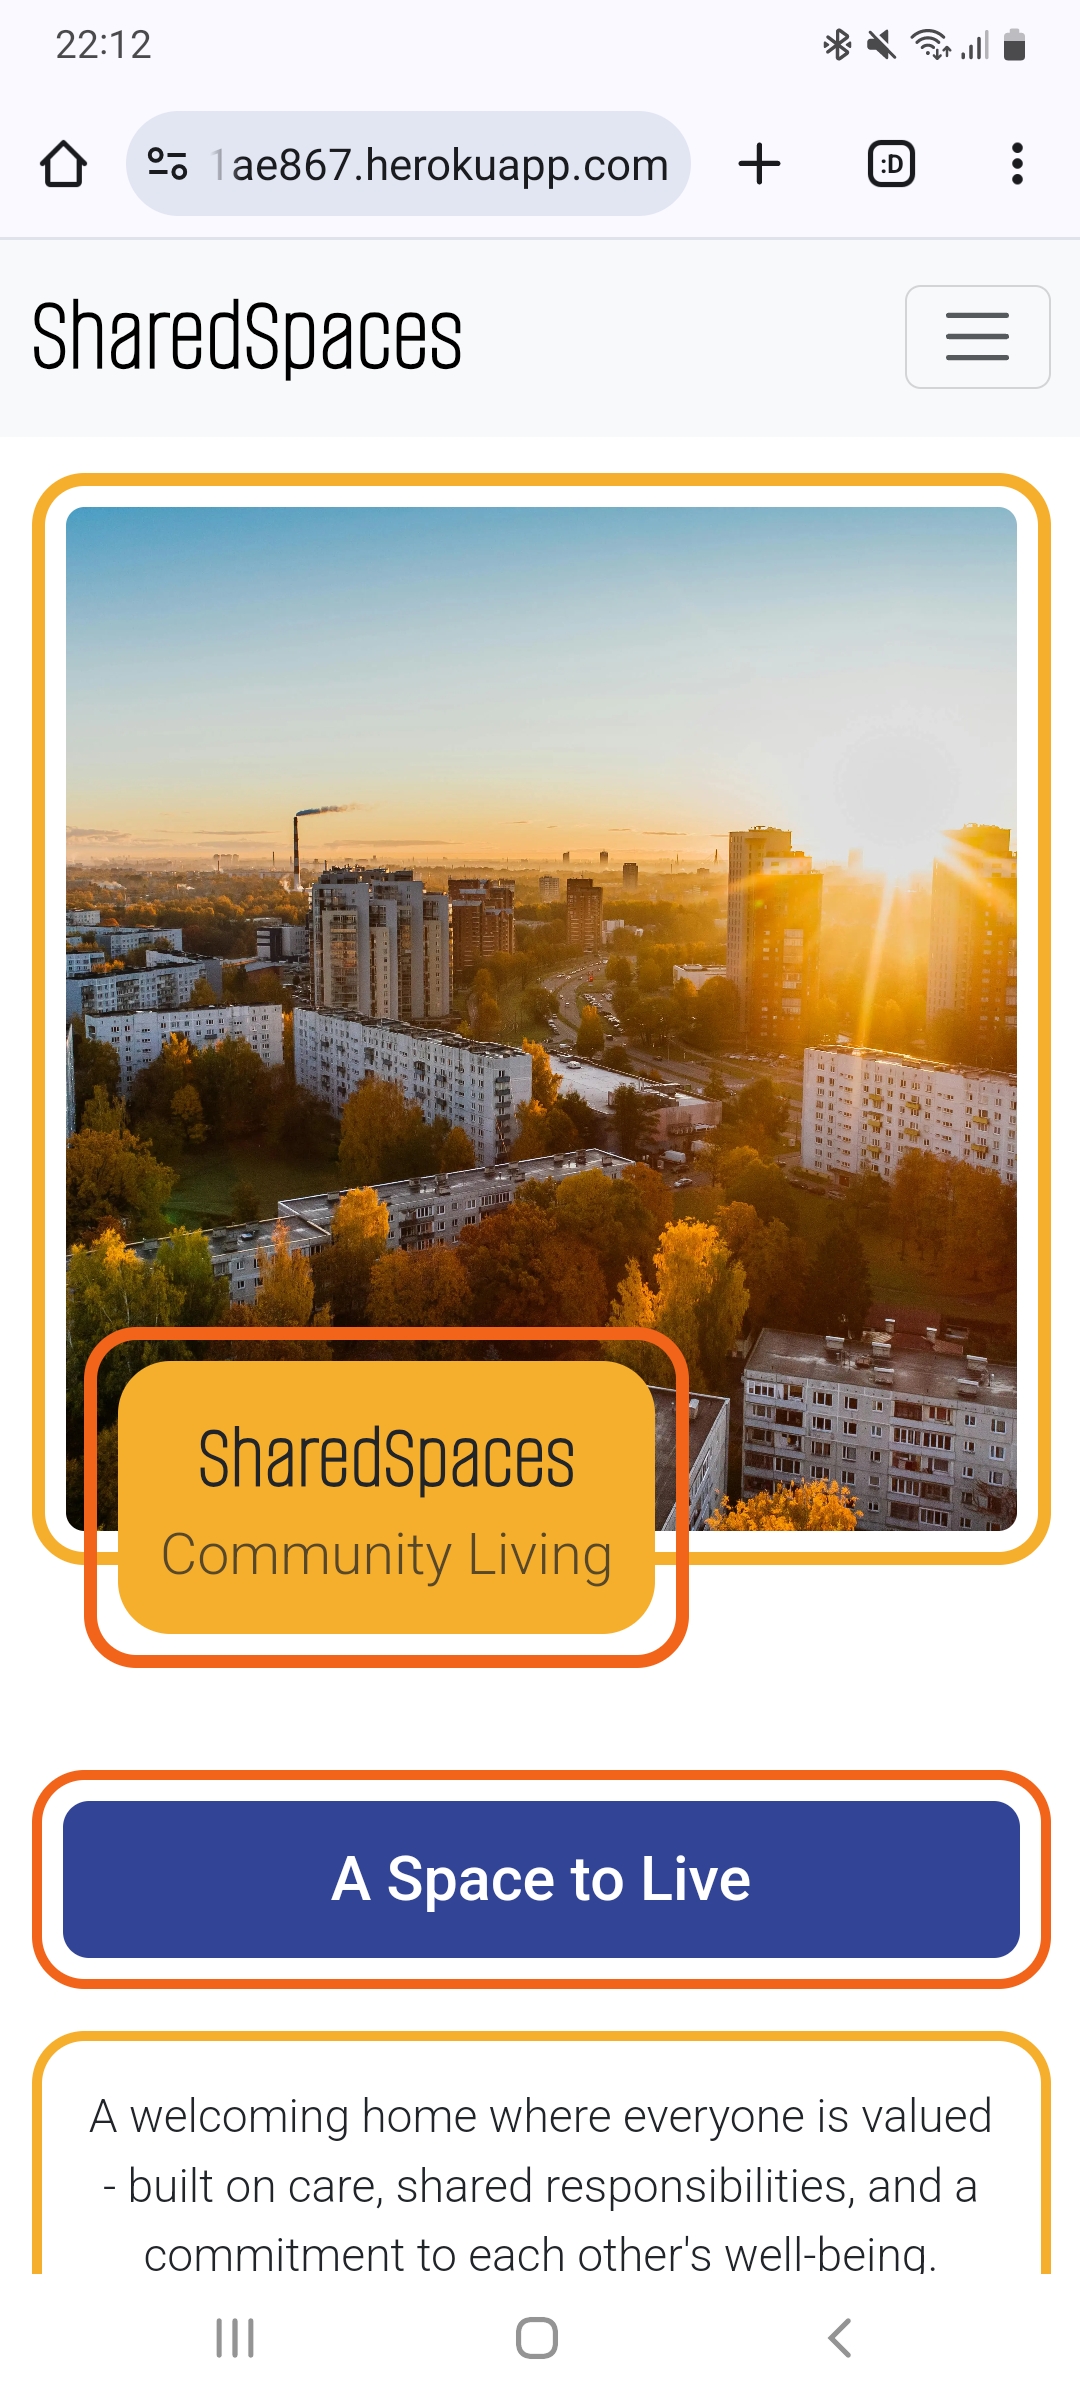 22:12
1ae867.herokuapp.com
:D
SharedSpaces
SharedSpaces
Community Living
A Space to Live
A welcoming home where everyone is valued
- built on care, shared responsibilities, and a
commitment to each other's well-being.